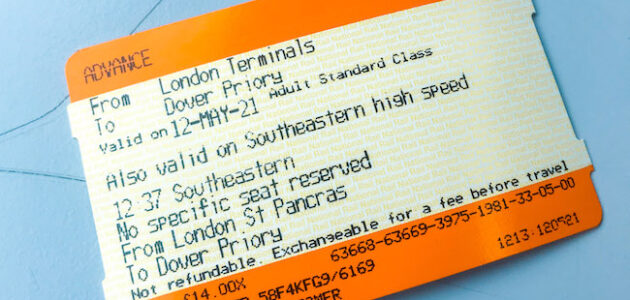 ADVANCE
From London Terminals
To Dover Priory
Valid on 12-MAY-21 Adult Standard Class
Also valid on Southeastern high speed
12:37 Southeastern
No specific seat reserved
From London St Pancras
To Dover Priory
Not refundable. Exchangeable for a fee before travel
63668-63669-3975-1981-33-05-00
£14.00X 1213·120521
58F4KFG9/6169